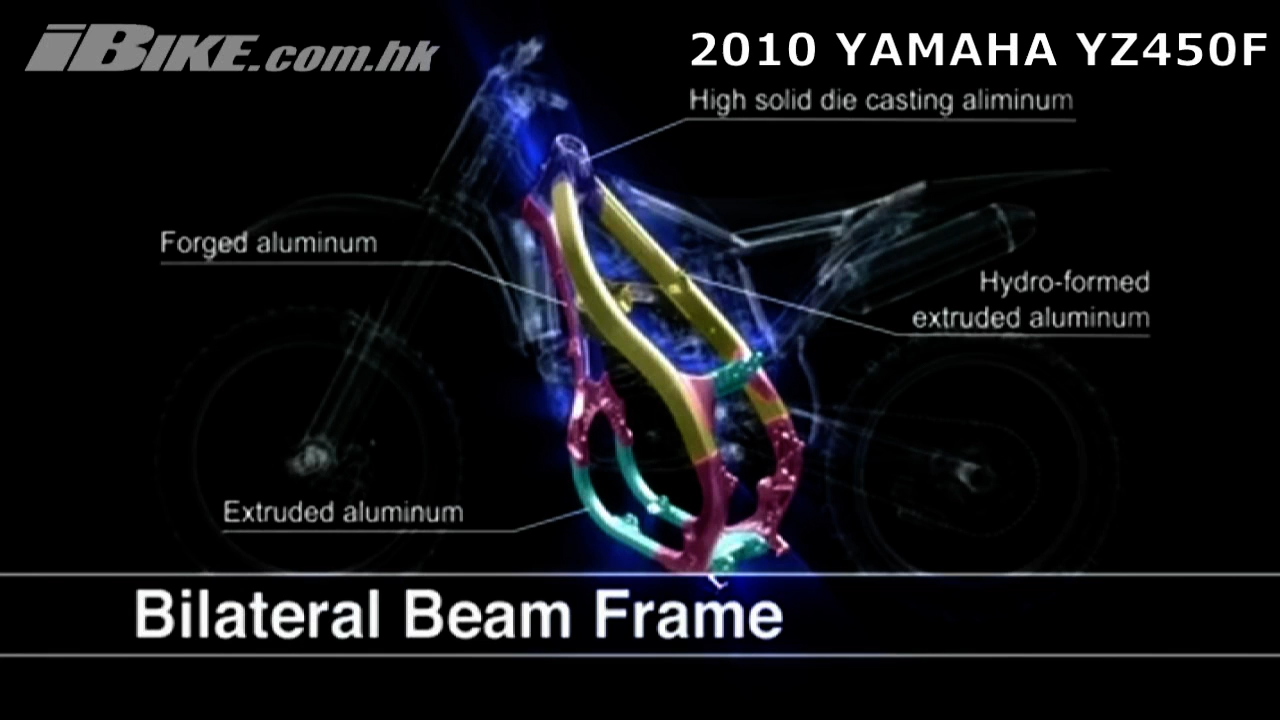 iBIKE.com.hk
2010 YAMAHA YZ450F
High solid die casting aliminum
Forged aluminum
Hydro-formed
extruded aluminum
Extruded aluminum
Bilateral Beam Frame